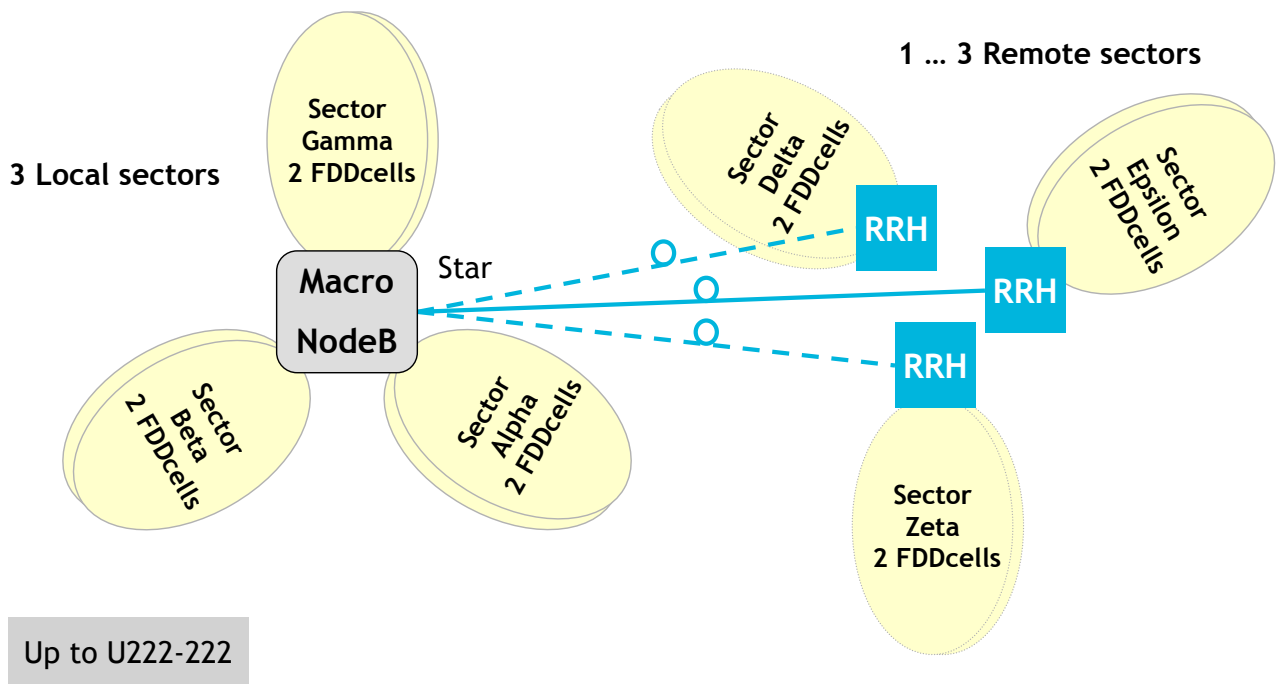 1 ... 3 Remote sectors
3 Local sectors
Sector
Gamma
2 FDDcells
Sector
Delta
2 FDDcells
Sector
Epsilon
2 FDDcells
RRH
RRH
RRH
Star
Macro
NodeB
Sector
Beta
2 FDDcells
Sector
Alpha
2 FDDcells
Sector
Zeta
2 FDDcells
Up to U222-222